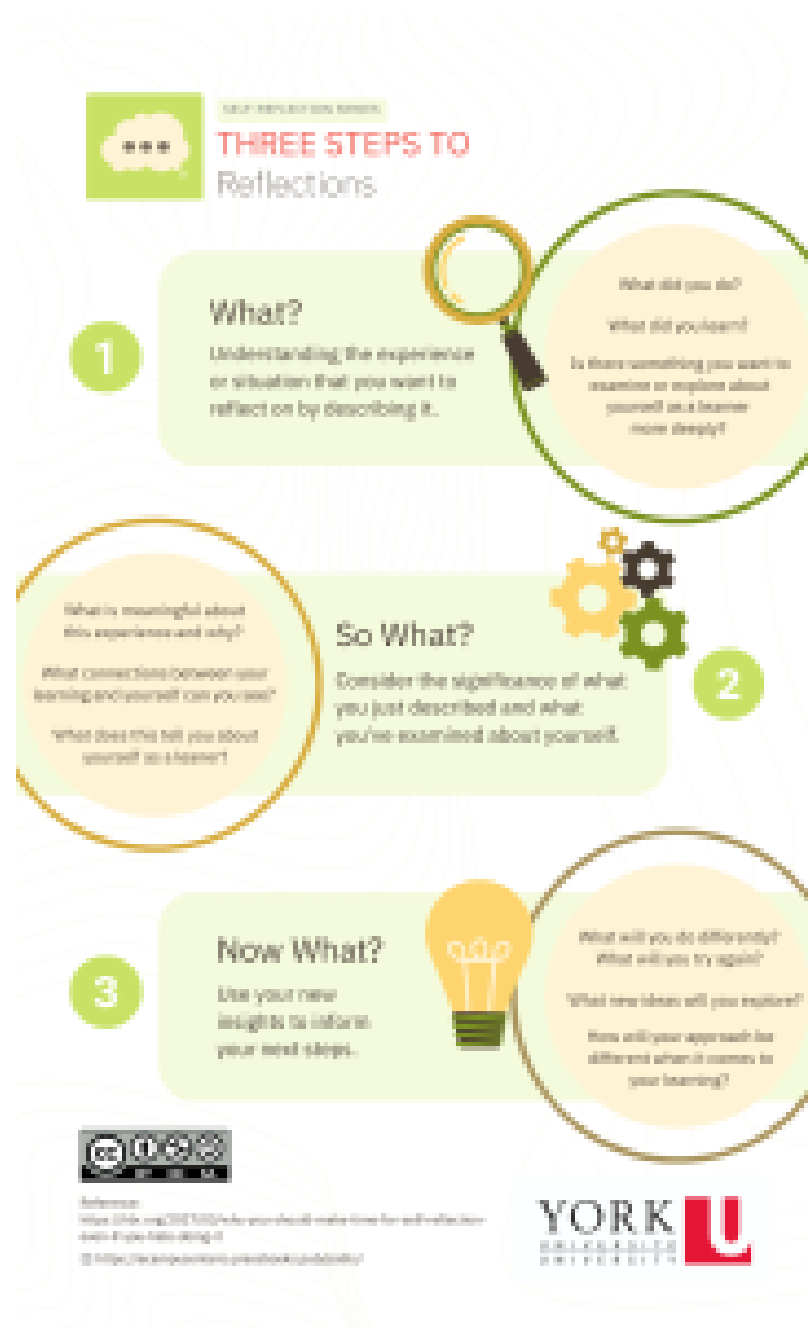 THREE STEPS TO
Reflections
1
What?
Understanding the experience
or situation that you want to
reflect on by describing it.
What did you do?
What did you learn?
Is there something you want to
examine or explore about
yourself as a learner
more deeply?
What is meaningful about
this experience and why?
What connections between your
learning and yourself can you see?
What does this tell you about
yourself as a learner?
So What?
Consider the significance of what
you just described and what
you've examined about yourself.
2
3
Now What?
Use your new
insights to inform
your next steps.
What will you do differently?
What will you try again?
What new ideas will you explore?
How will your approach be
different when it comes to
your learning?
cc
Reference:
YORK U
UNIVERSITÉ
UNIVERSITY